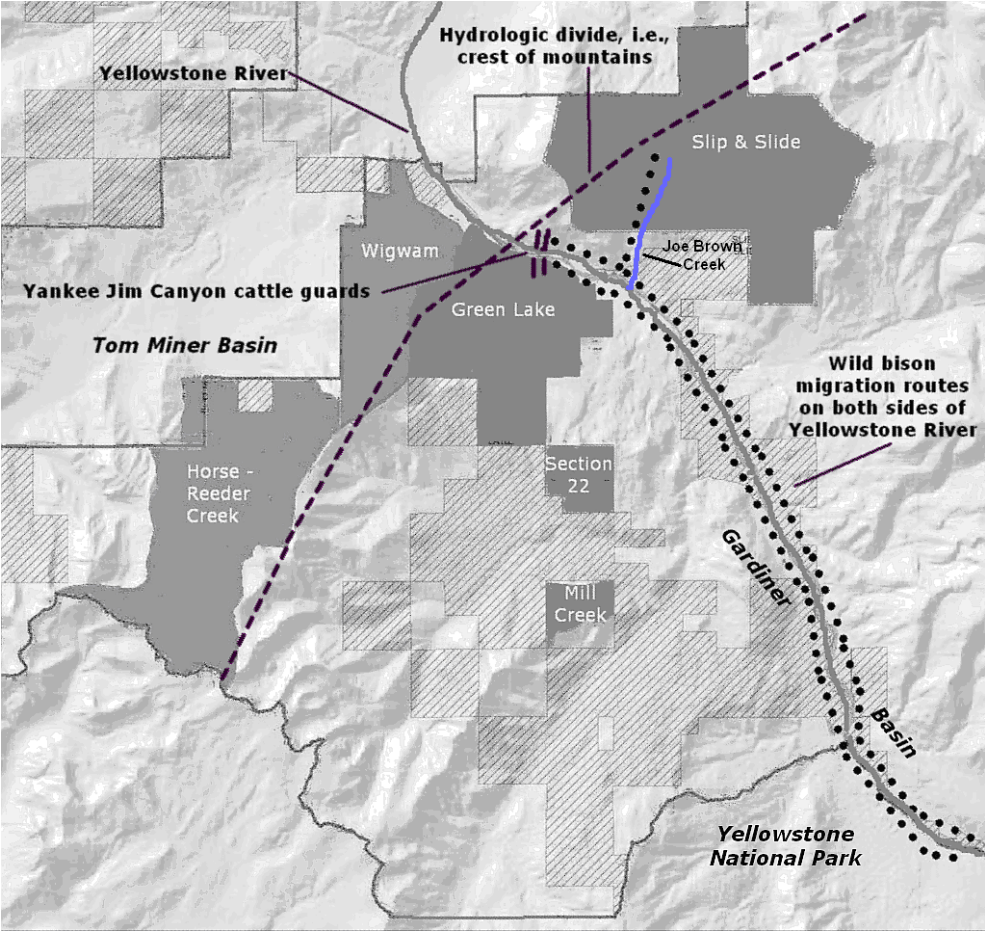 Hydrologic divide, i.e.,
crest of mountains
Yellowstone River
Slip & Slide
Wigwam
Joe Brown
Creek
Yankee Jim Canyon cattle guards
Green Lake
Tom Miner Basin
Wild bison
migration routes
on both sides of
Yellowstone River
Section
22
Horse -
Reeder
Creek
Gardiner
Mill
Creek
Basin
Yellowstone
National Park